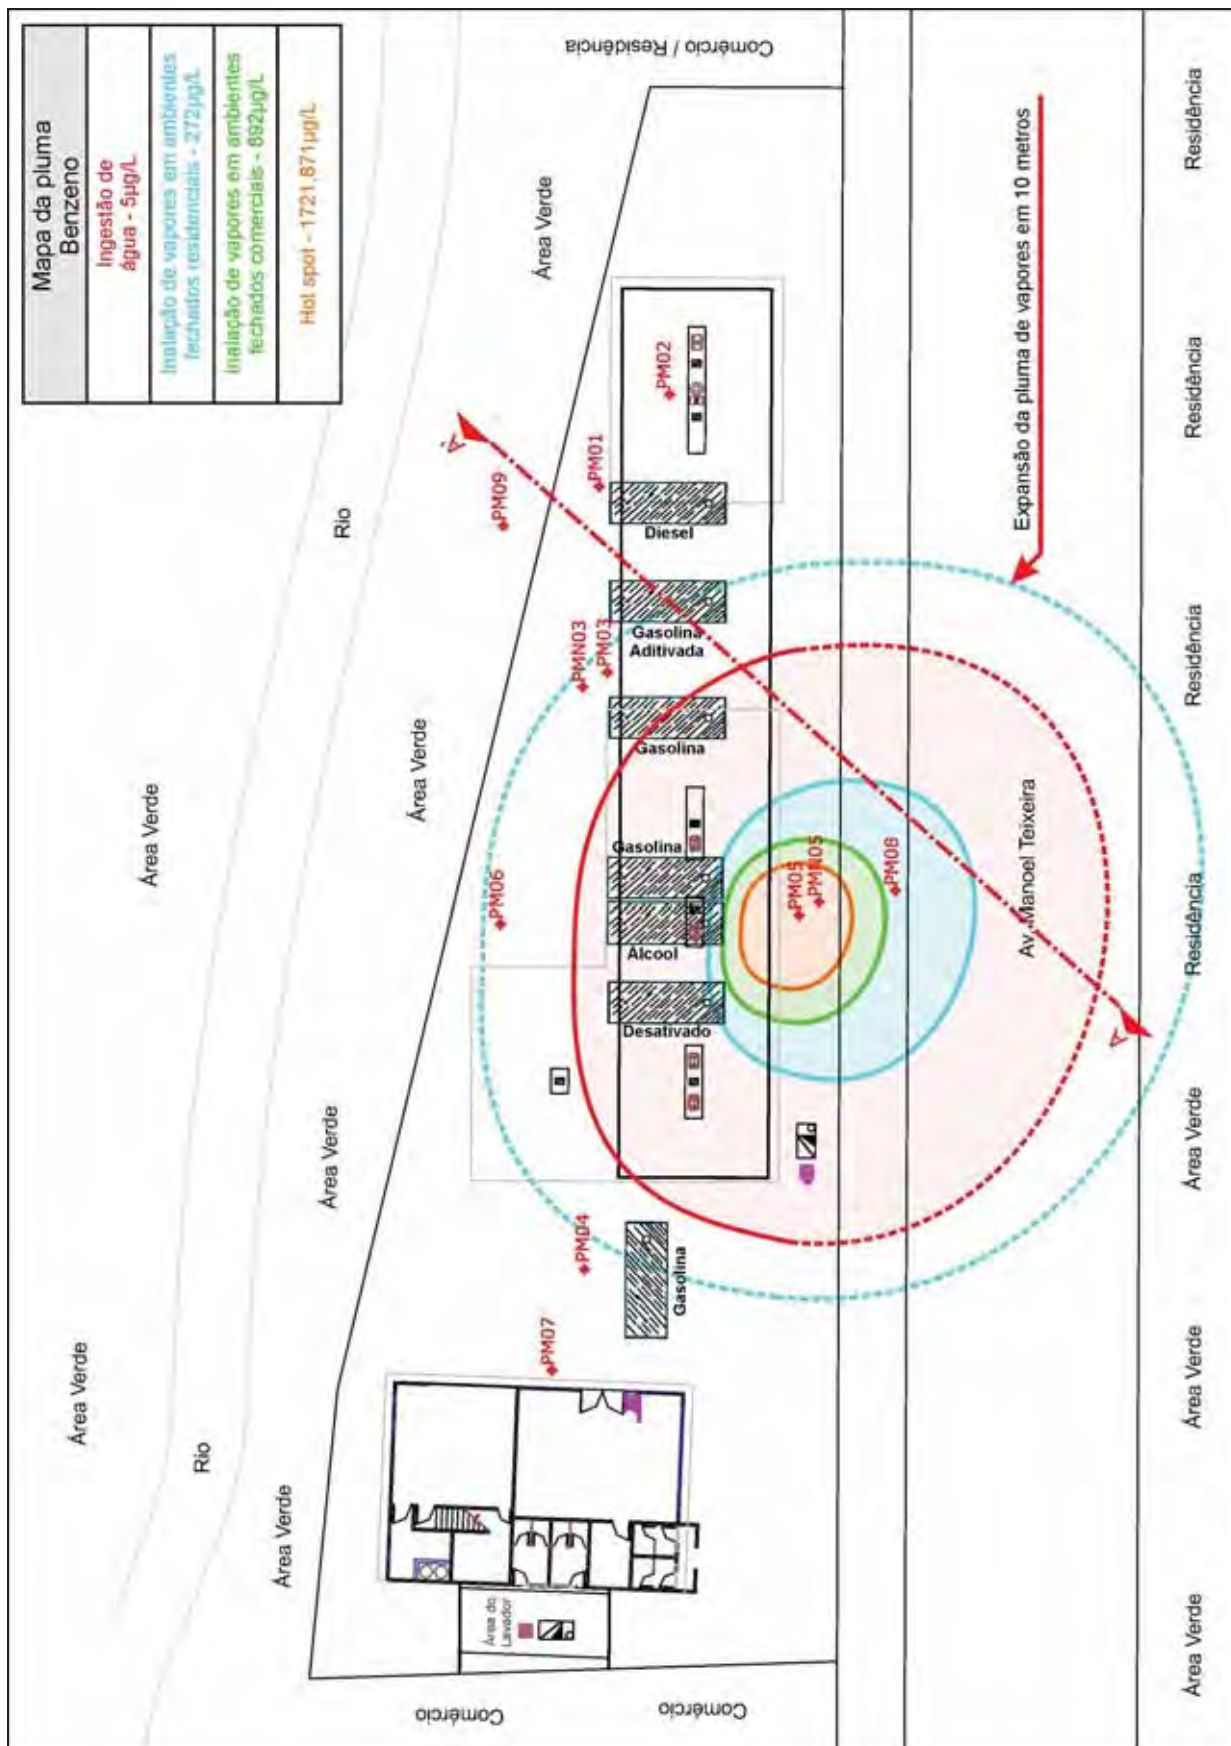 Mapa da pluma
Benzeno
Ingestão de
água - 5µg/L
Inalação de vapores em ambientes
fechados residenciais - 272µg/L
Inalação de vapores em ambientes
fechados comerciais - 692µg/L
Hot spot - 1721,871µg/L
Comércio / Residência
Área Verde
Rio
Área Verde
Área Verde
Área Verde
Área Verde
Rio
Área Verde
A'
PM09
PM01
PM02
Diesel
PMN03
PM03
Gasolina
Aditivada
Gasolina
PM06
Gasolina
Álcool
Desativado
PM04
Gasolina
PM07
PM05
PMN05
PM08
Área do
Lavador
Comércio
Comércio
Expansão da pluma de vapores em 10 metros
Av. Manoel Teixeira
A
Área Verde
Área Verde
Área Verde
Residência
Residência
Residência
Residência